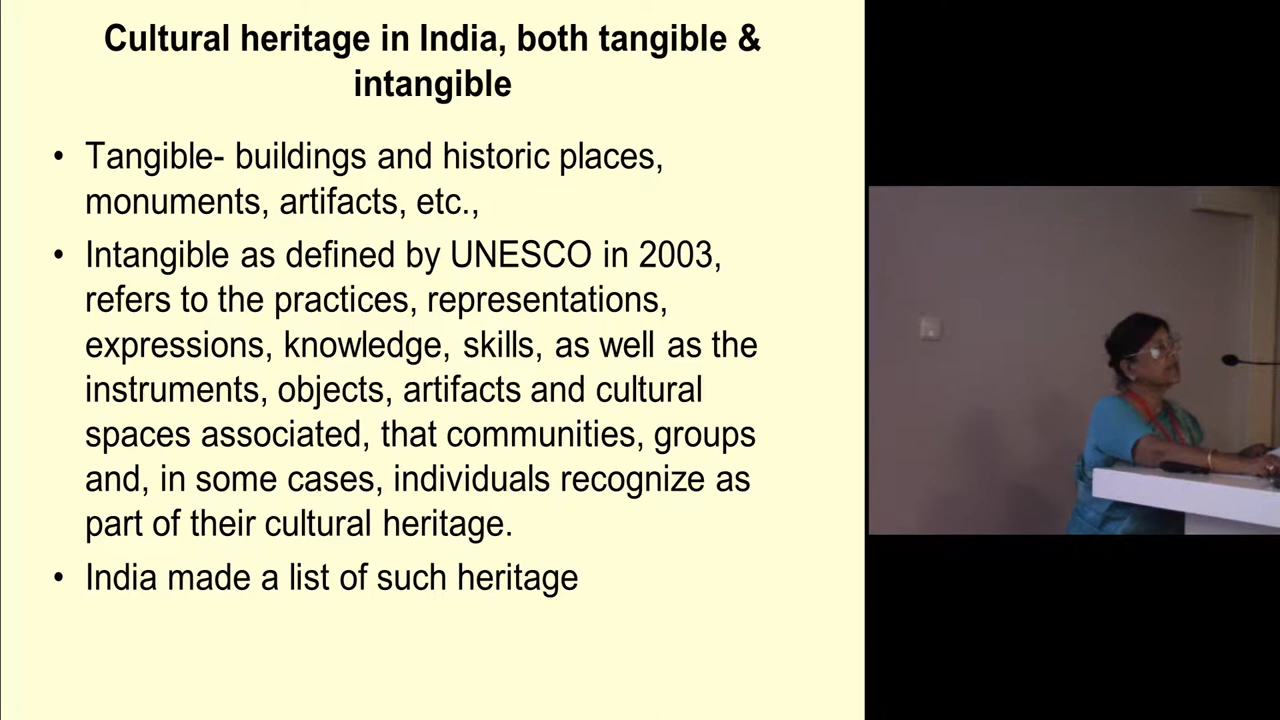 Cultural heritage in India, both tangible &
intangible
• Tangible- buildings and historic places,
monuments, artifacts, etc.,
• Intangible as defined by UNESCO in 2003,
refers to the practices, representations,
expressions, knowledge, skills, as well as the
instruments, objects, artifacts and cultural
spaces associated, that communities, groups
and, in some cases, individuals recognize as
part of their cultural heritage.
• India made a list of such heritage